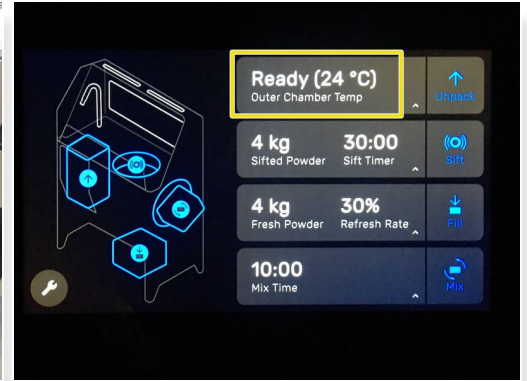 Ready (24 °C)
Outer Chamber Temp
Unpack
4 kg 30:00
Sifted Powder Sift Timer
Sift
4 kg 30%
Fresh Powder Refresh Rate
Fill
10:00
Mix Time
Mix